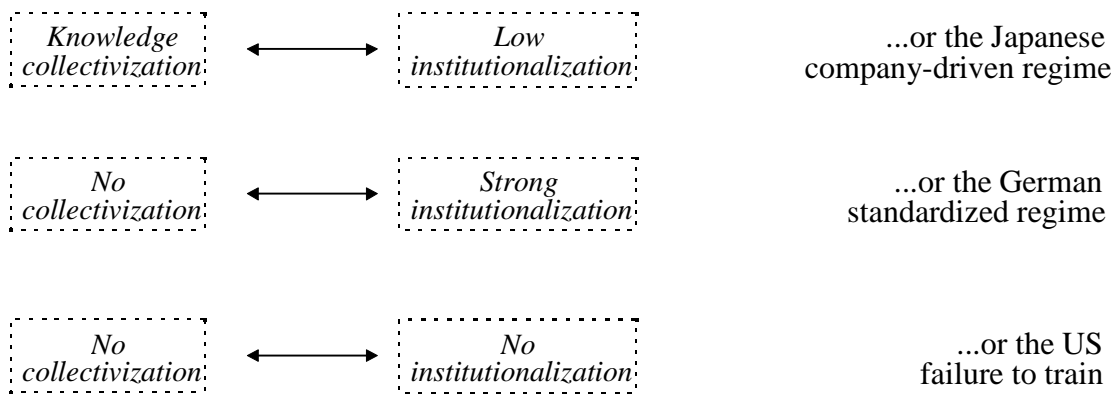 Knowledge
collectivization
Low
institutionalization
...or the Japanese
company-driven regime
No
collectivization
Strong
institutionalization
...or the German
standardized regime
No
collectivization
No
institutionalization
...or the US
failure to train